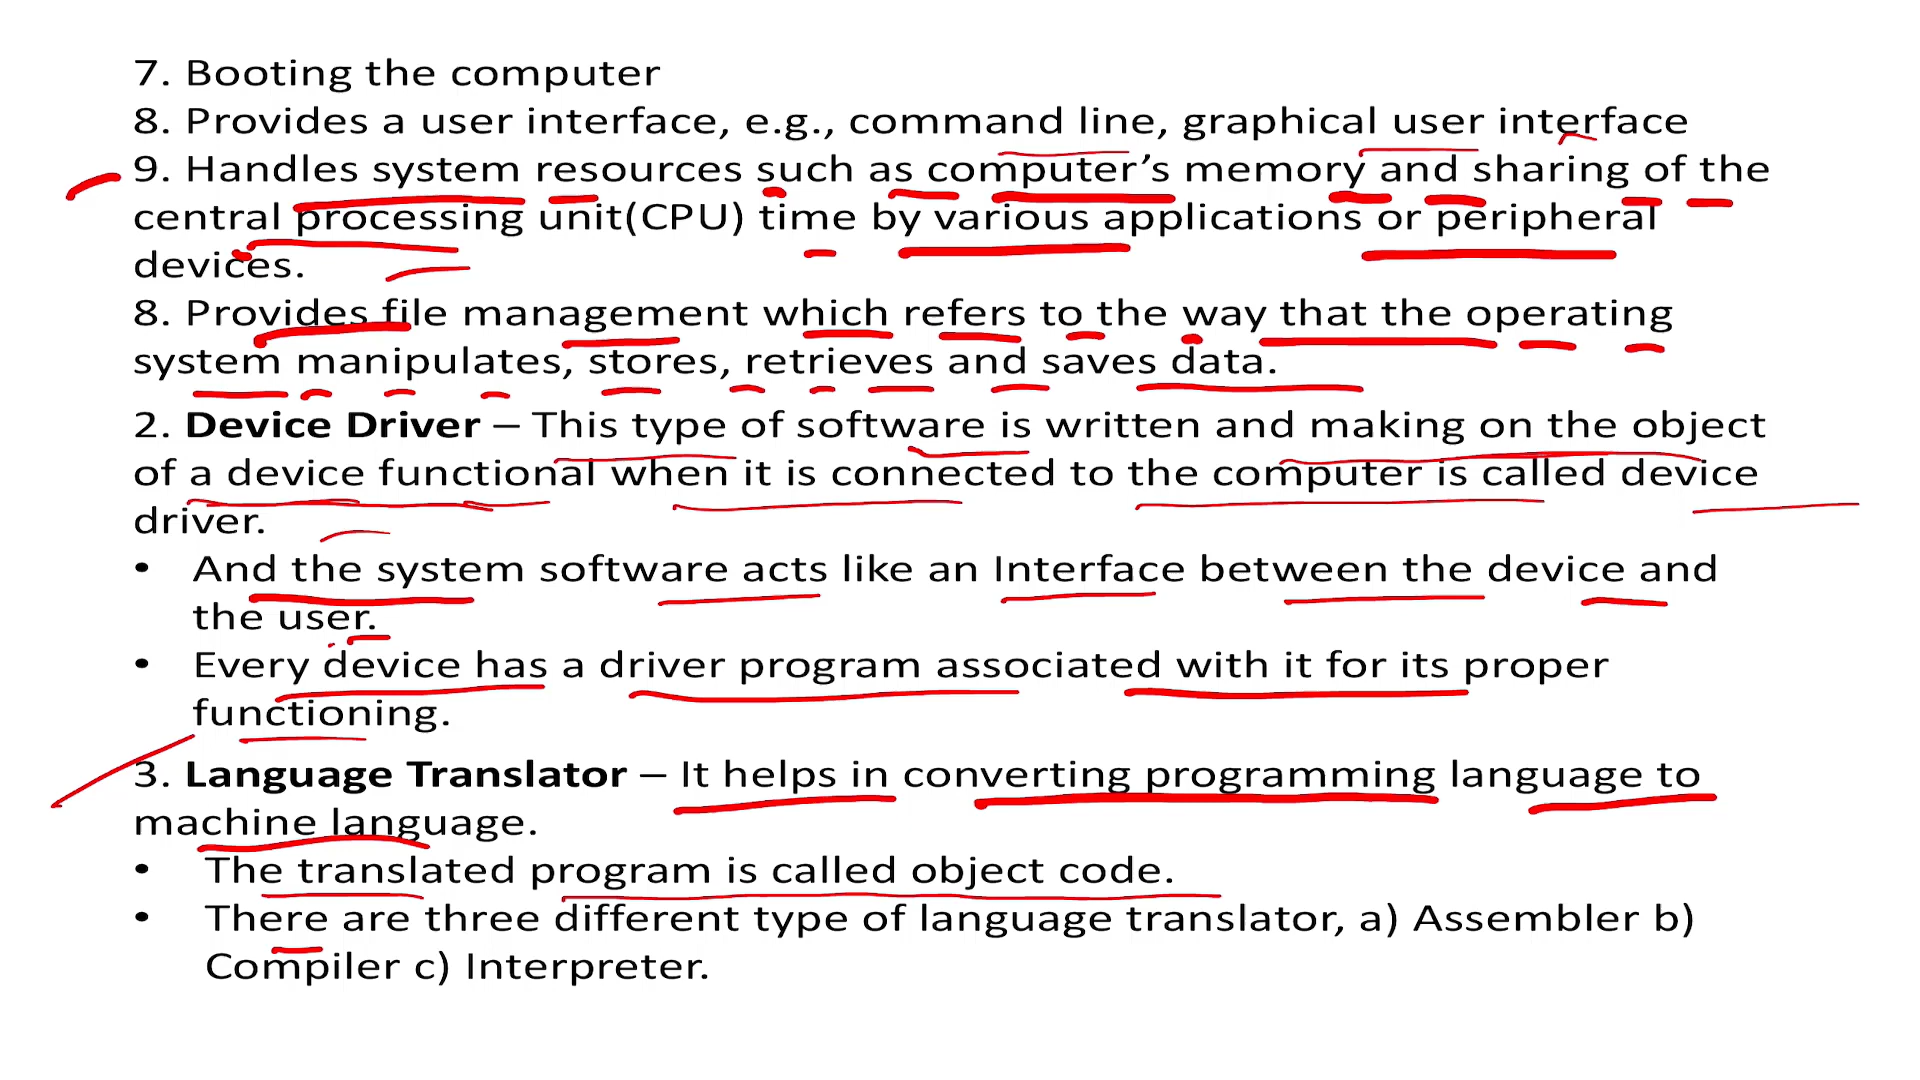 7. Booting the computer
8. Provides a user interface, e.g., command line, graphical user interface
9. Handles system resources such as computer’s memory and sharing of the
central processing unit(CPU) time by various applications or peripheral
devices.
8. Provides file management which refers to the way that the operating
system manipulates, stores, retrieves and saves data.
2. Device Driver – This type of software is written and making on the object
of a device functional when it is connected to the computer is called device
driver.
• And the system software acts like an Interface between the device and
the user.
• Every device has a driver program associated with it for its proper
functioning.
3. Language Translator – It helps in converting programming language to
machine language.
• The translated program is called object code.
• There are three different type of language translator, a) Assembler b)
Compiler c) Interpreter.